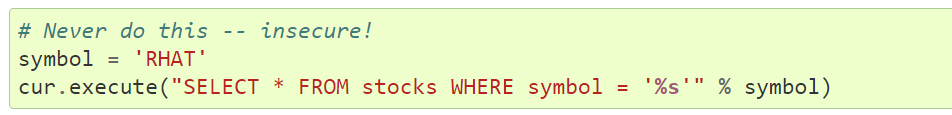 # Never do this -- insecure!
symbol = 'RHAT'
cur.execute("SELECT * FROM stocks WHERE symbol = '%s'" % symbol)